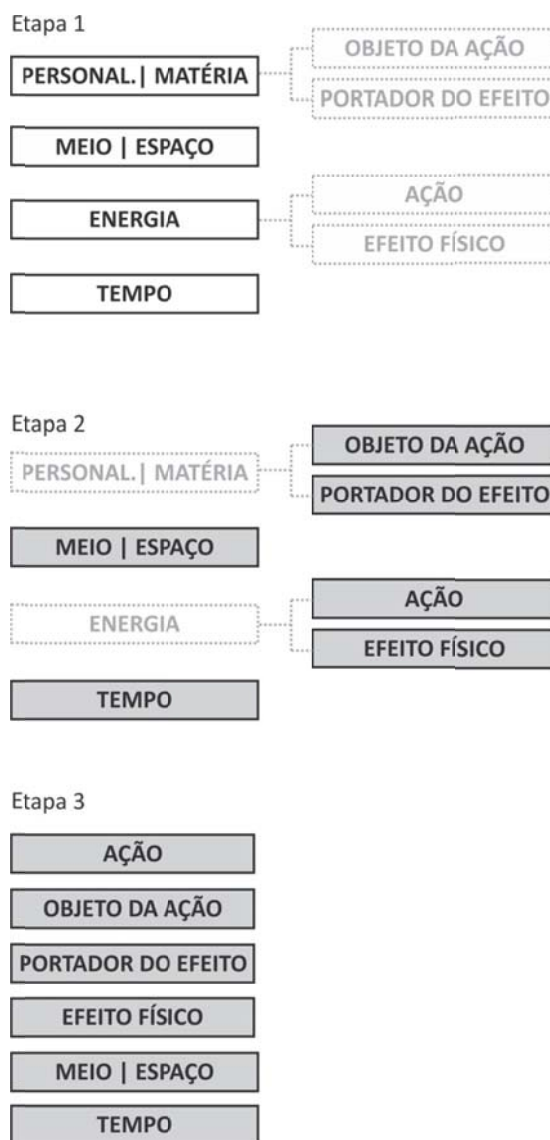 Etapa 1
OBJETO DA AÇÃO
PERSONAL.| MATÉRIA
PORTADOR DO EFEITO
MEIO | ESPAÇO
AÇÃO
ENERGIA
EFEITO FÍSICO
TEMPO
Etapa 2
OBJETO DA AÇÃO
PERSONAL.| MATÉRIA
PORTADOR DO EFEITO
MEIO | ESPAÇO
AÇÃO
ENERGIA
EFEITO FÍSICO
TEMPO
Etapa 3
AÇÃO
OBJETO DA AÇÃO
PORTADOR DO EFEITO
EFEITO FÍSICO
MEIO | ESPAÇO
TEMPO